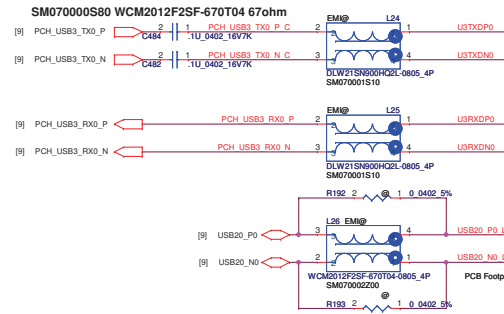 SM070000S80 WCM2012F2SF-670T04 67ohm
EMI@ L24
[9] PCH_USB3_TX0_P 2 1 PCH_USB3_TX0_P_C 2 1 U3TXDP0
C484 .1U_0402_16V7K
[9] PCH_USB3_TX0_N 2 1 PCH_USB3_TX0_N_C 3 4 U3TXDN0
C482 .1U_0402_16V7K
DLW21SN900HQ2L-0805_4P
SM070001S10
EMI@ L25
[9] PCH_USB3_RX0_P PCH_USB3_RX0_P 2 1 U3RXDP0
[9] PCH_USB3_RX0_N PCH_USB3_RX0_N 3 4 U3RXDN0
DLW21SN900HQ2L-0805_4P
SM070001S10
R192 2 @ 1 0_0402_5%
L26 EMI@
[9] USB20_P0 3 4 USB20_P0_L
[9] USB20_N0 2 1 USB20_N0_L
WCM2012F2SF-670T04-0805_4P PCB Footp
SM070002Z00
@
R193 2 1 0_0402_5%